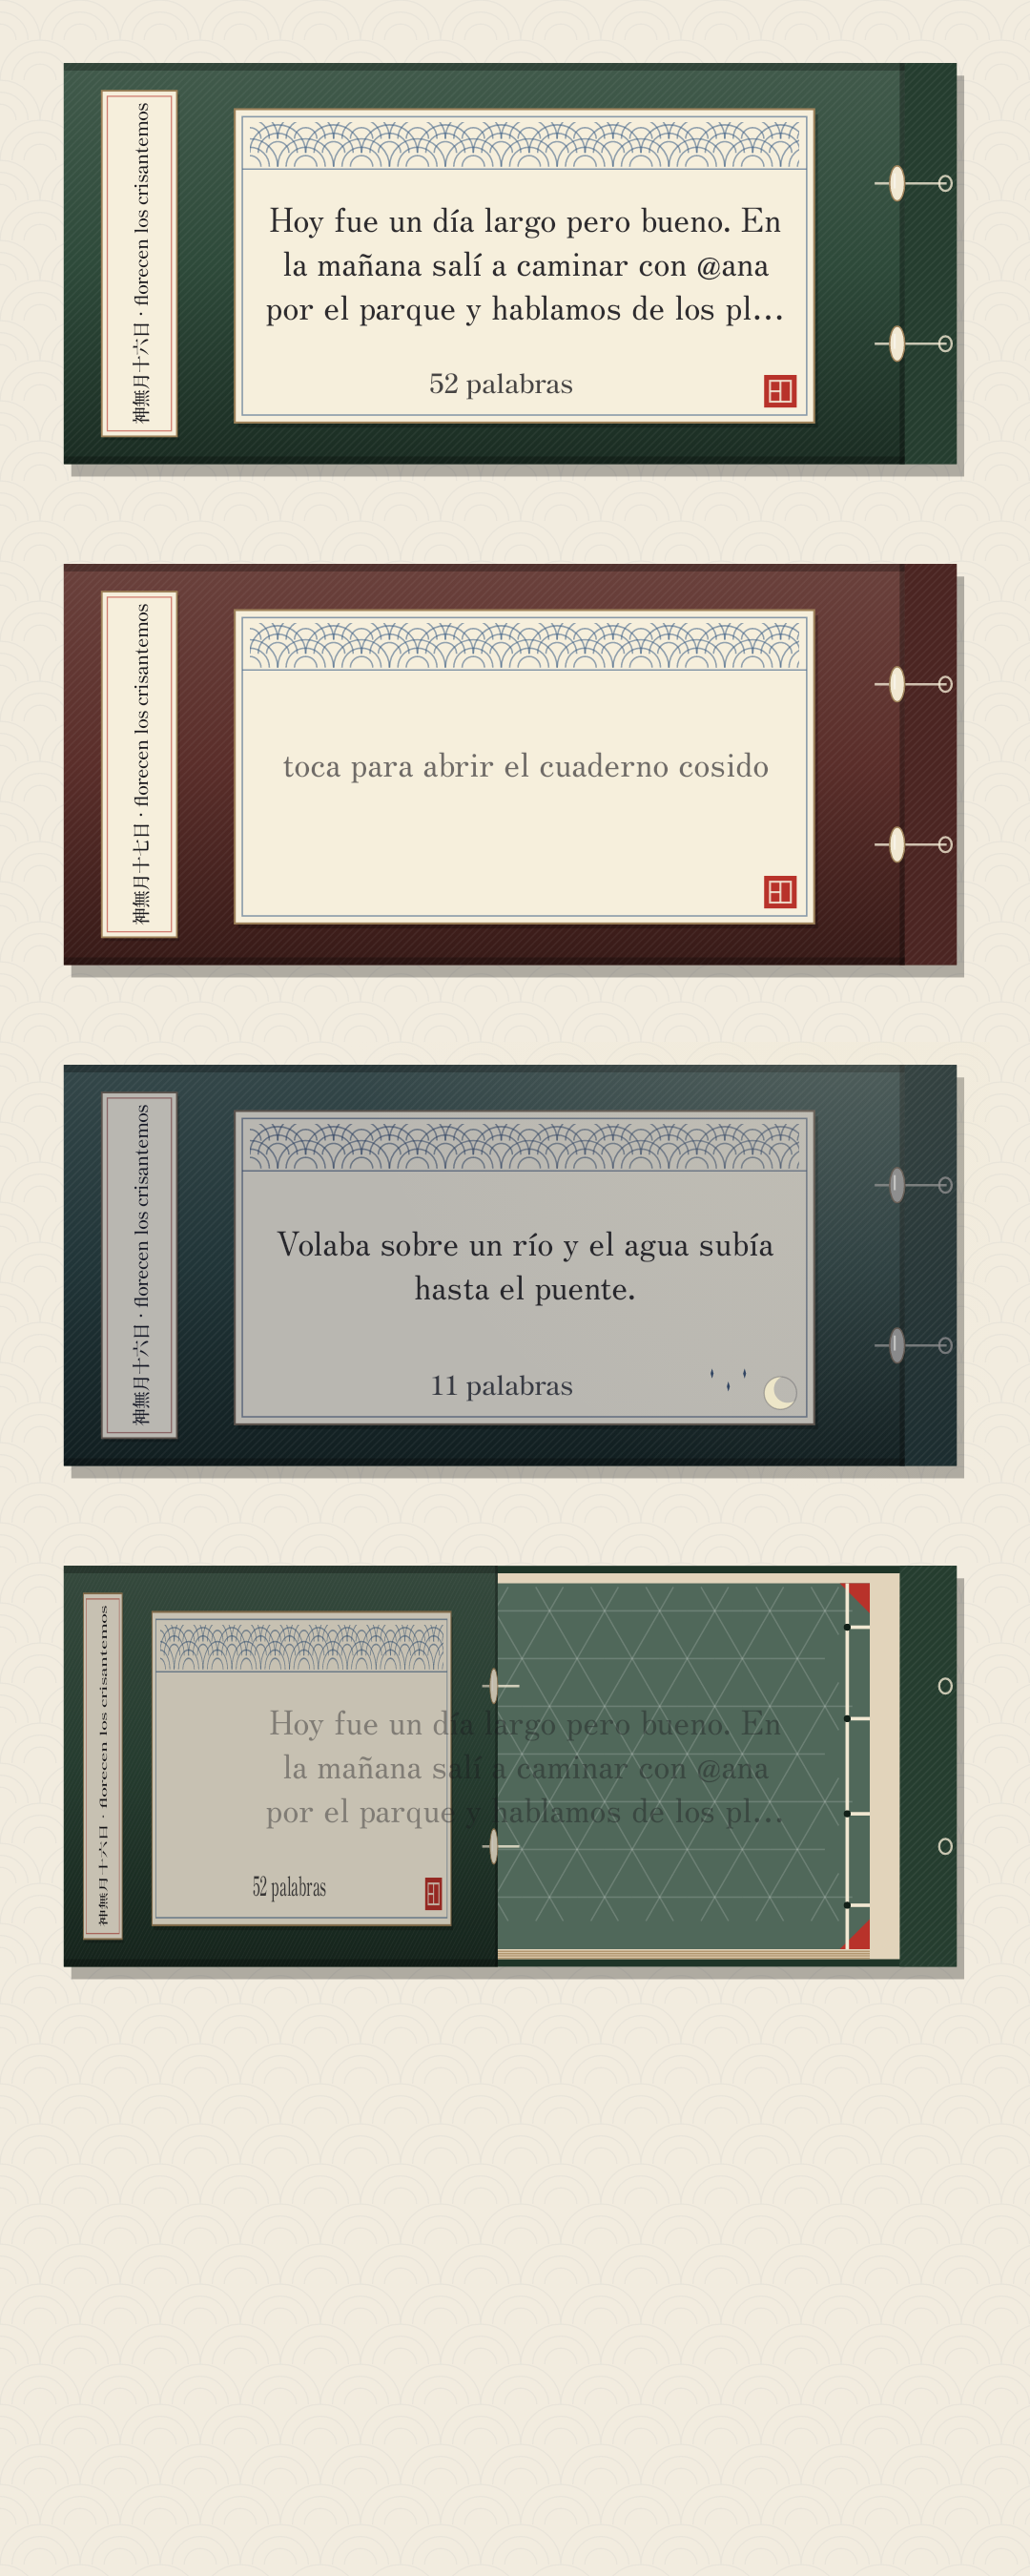 神無月十六日 · florecen los crisantemos
Hoy fue un día largo pero bueno. En
la mañana salí a caminar con @ana
por el parque y hablamos de los pl…
52 palabras
神無月十七日 · florecen los crisantemos
toca para abrir el cuaderno cosido
神無月十六日 · florecen los crisantemos
Volaba sobre un río y el agua subía
hasta el puente.
11 palabras
神無月十六日 · florecen los crisantemos
Hoy fue un día largo pero bueno. En
la mañana salí a caminar con @ana
por el parque y hablamos de los pl…
52 palabras